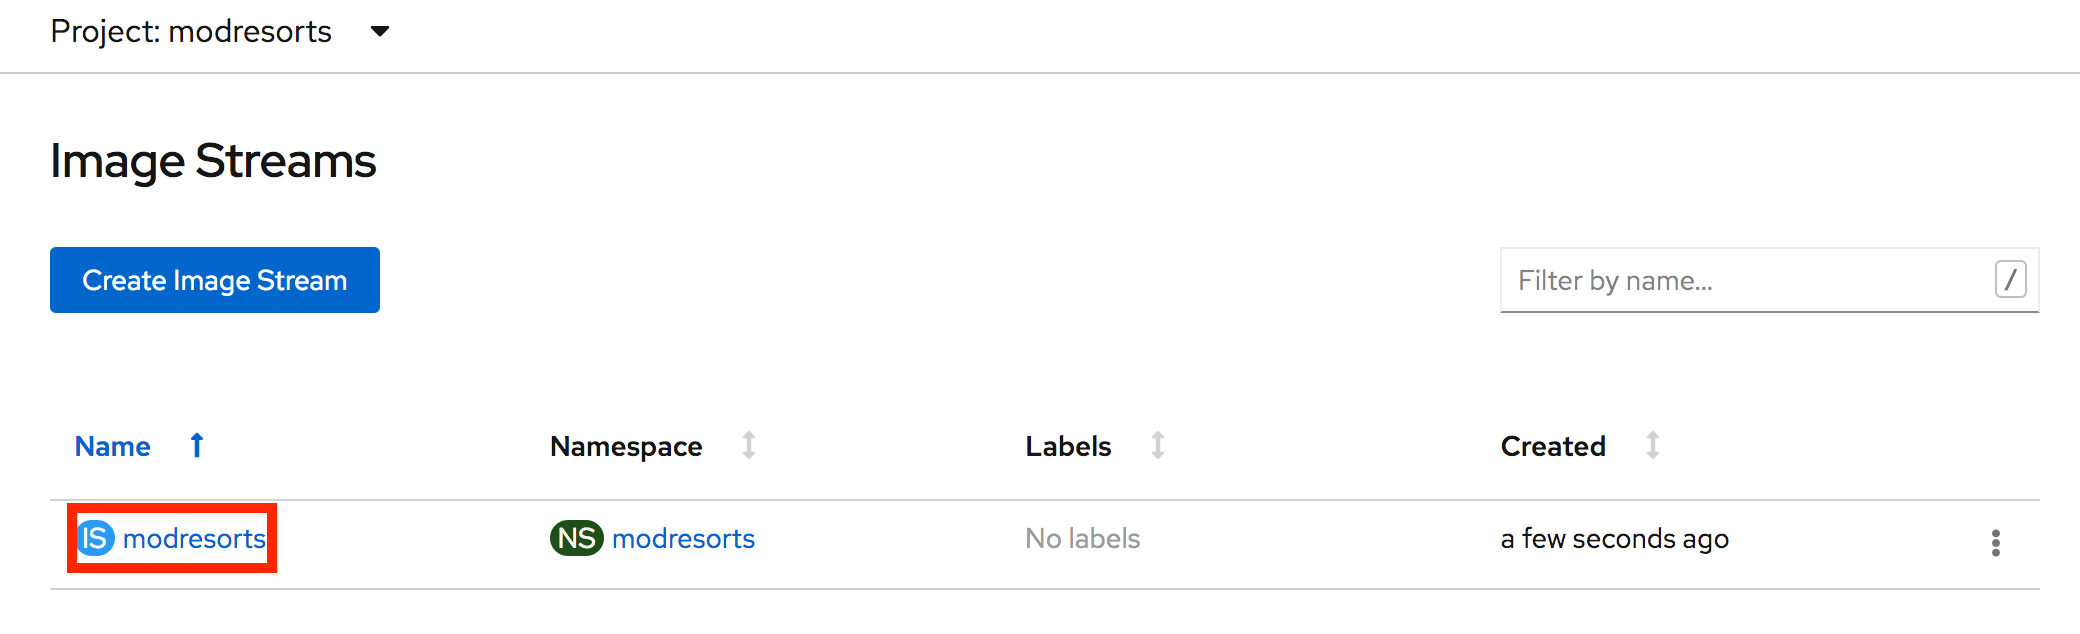 Project: modresorts
Image Streams
Create Image Stream
Filter by name... /
Name Namespace Labels Created
IS modresorts NS modresorts No labels a few seconds ago